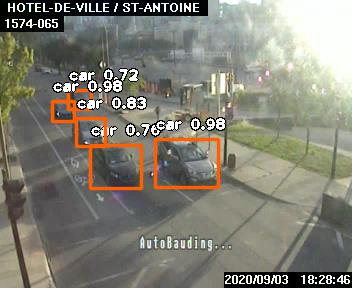 HOTEL-DE-VILLE / ST-ANTOINE
1574-065
car 0.72
car 0.98
car 0.83
car 0.76
car 0.98
AutoBauding...
2020/09/03 18:28:46